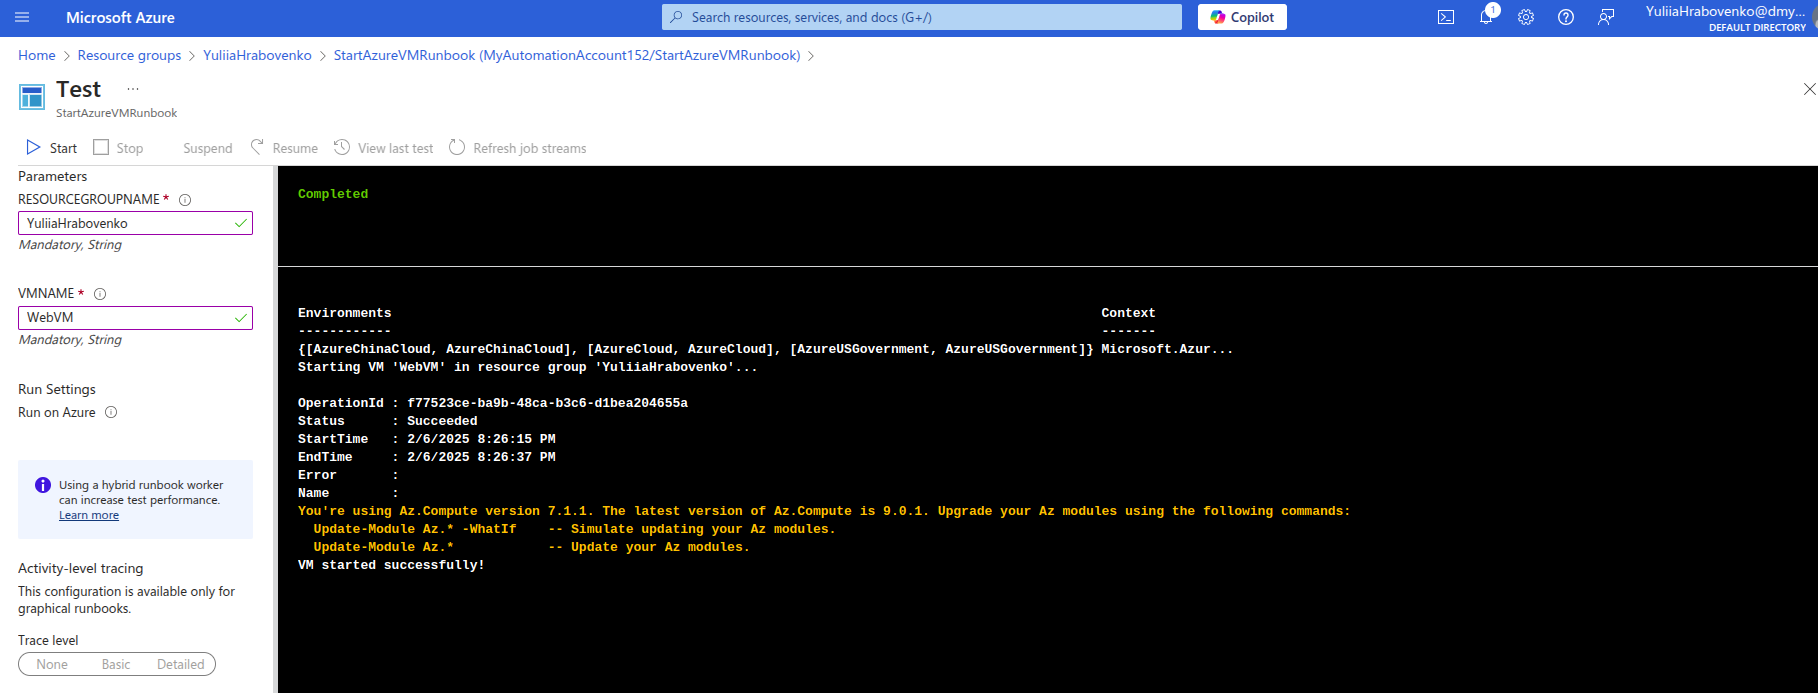 Microsoft Azure
Search resources, services, and docs (G+/)
Copilot
1
YuliiaHrabovenko@dmy...
DEFAULT DIRECTORY
Home > Resource groups > YuliiaHrabovenko > StartAzureVMRunbook (MyAutomationAccount152/StartAzureVMRunbook) >
Test ...
StartAzureVMRunbook
Start Stop Suspend Resume View last test Refresh job streams
Parameters
RESOURCEGROUPNAME *
YuliiaHrabovenko
Mandatory, String
VMNAME *
WebVM
Mandatory, String
Run Settings
Run on Azure
Using a hybrid runbook worker
can increase test performance.
Learn more
Activity-level tracing
This configuration is available only for
graphical runbooks.
Trace level
None Basic Detailed
Completed
Environments Context
------------ -------
{[AzureChinaCloud, AzureChinaCloud], [AzureCloud, AzureCloud], [AzureUSGovernment, AzureUSGovernment]} Microsoft.Azur...
Starting VM 'WebVM' in resource group 'YuliiaHrabovenko'...
OperationId : f77523ce-ba9b-48ca-b3c6-d1bea204655a
Status : Succeeded
StartTime : 2/6/2025 8:26:15 PM
EndTime : 2/6/2025 8:26:37 PM
Error :
Name :
You're using Az.Compute version 7.1.1. The latest version of Az.Compute is 9.0.1. Upgrade your Az modules using the following commands:
Update-Module Az.* -WhatIf -- Simulate updating your Az modules.
Update-Module Az.* -- Update your Az modules.
VM started successfully!